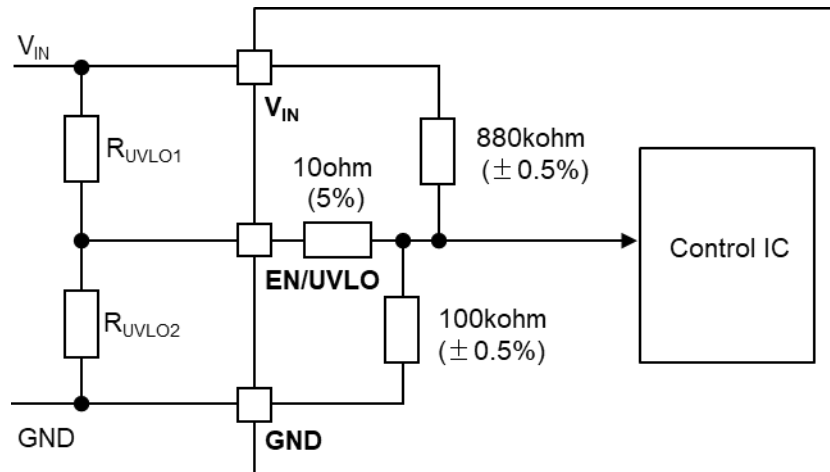 VIN
VIN
RUVLO1
880kohm
(±0.5%)
10ohm
(5%)
Control IC
EN/UVLO
RUVLO2
100kohm
(±0.5%)
GND
GND